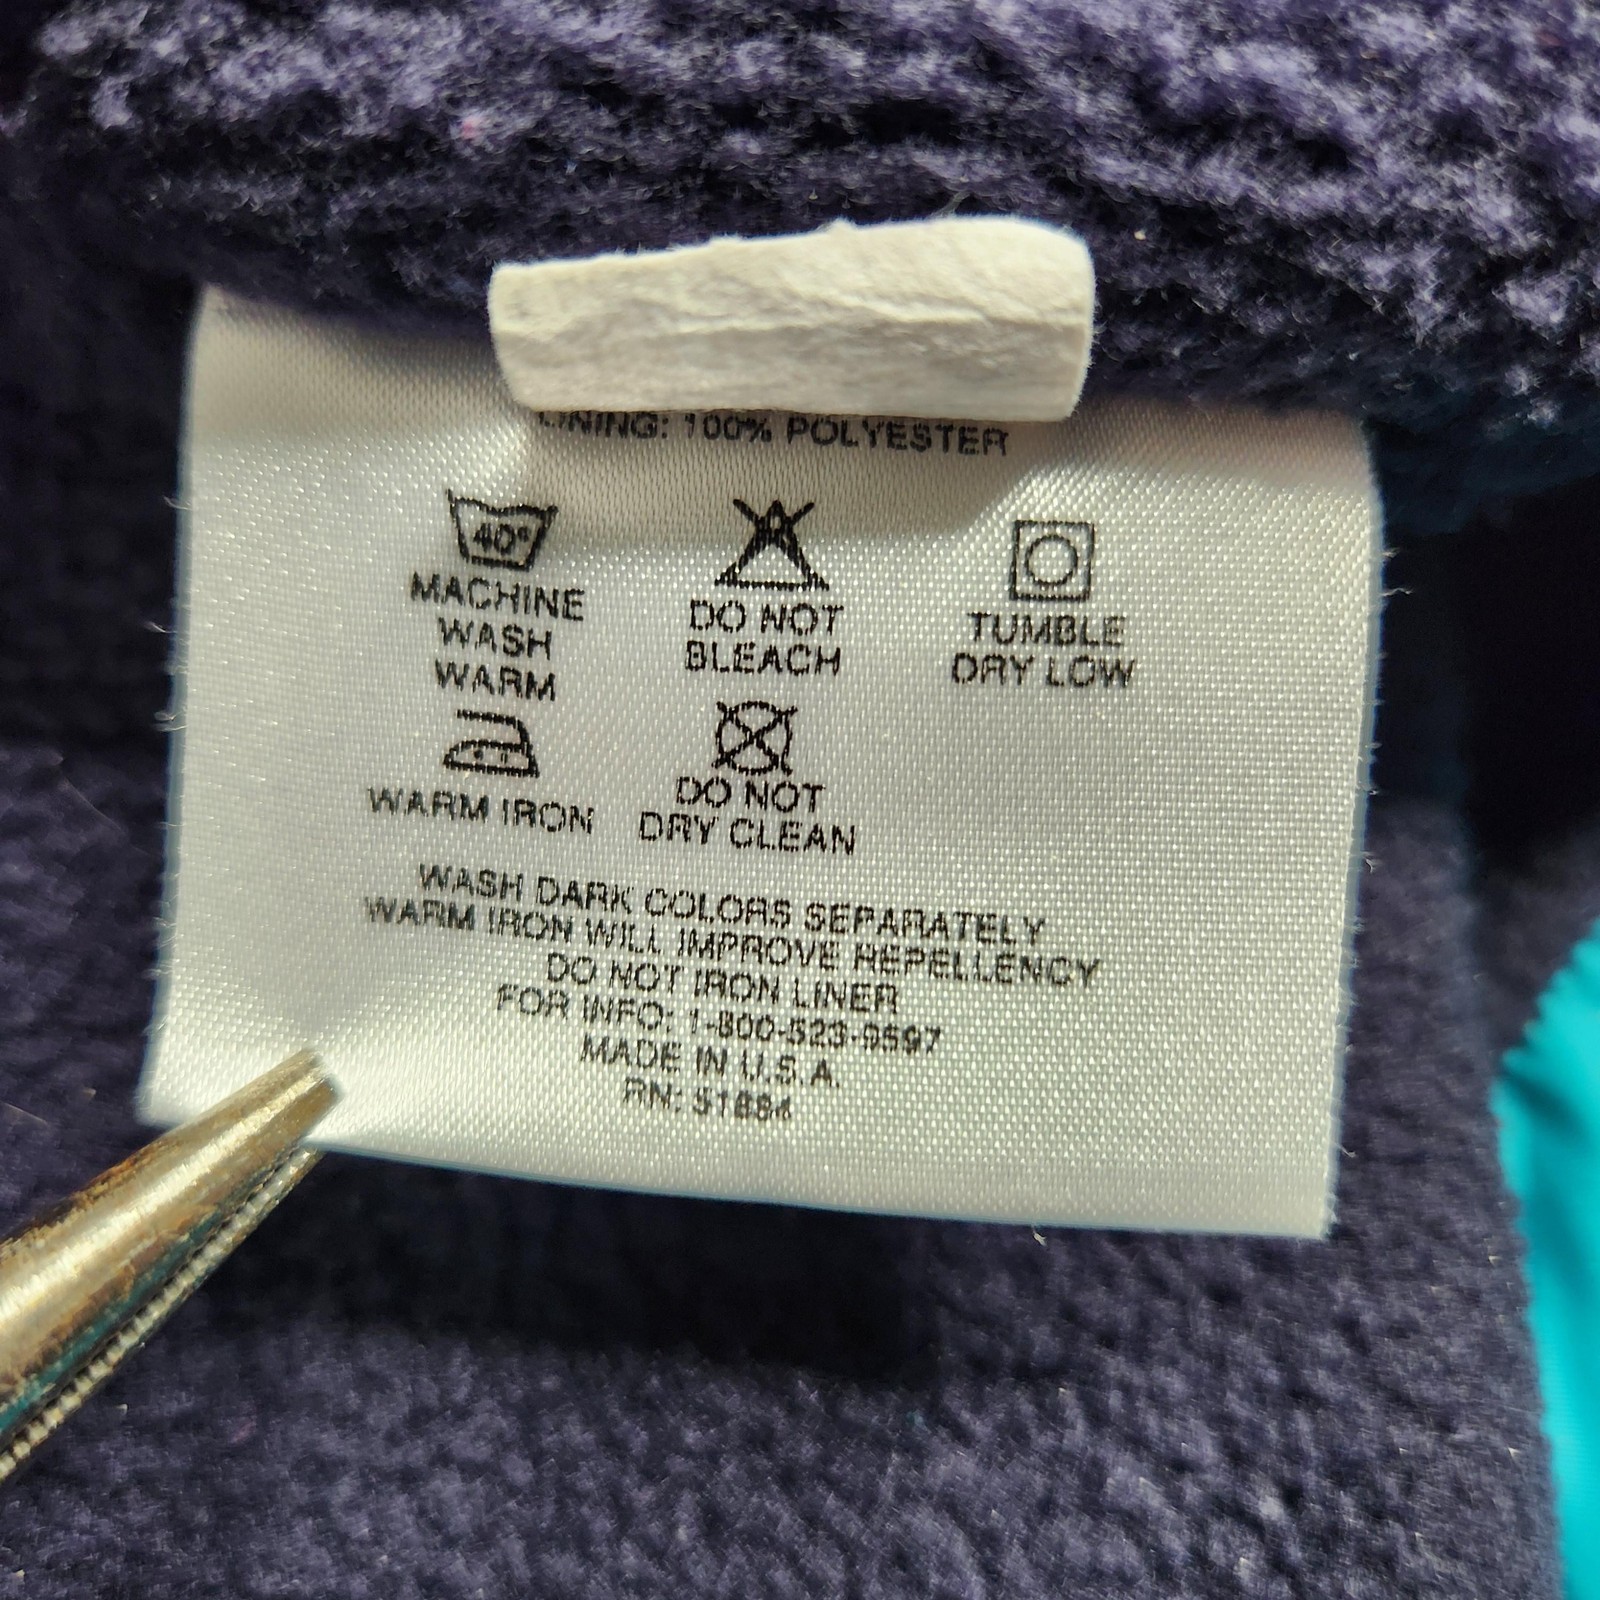 LINING: 100% POLYESTER
40°
MACHINE
WASH
WARM
DO NOT
BLEACH
TUMBLE
DRY LOW
WARM IRON
DO NOT
DRY CLEAN
WASH DARK COLORS SEPARATELY
WARM IRON WILL IMPROVE REPELLENCY
DO NOT IRON LINER
FOR INFO: 1-800-523-9597
MADE IN U.S.A.
RN: 51884